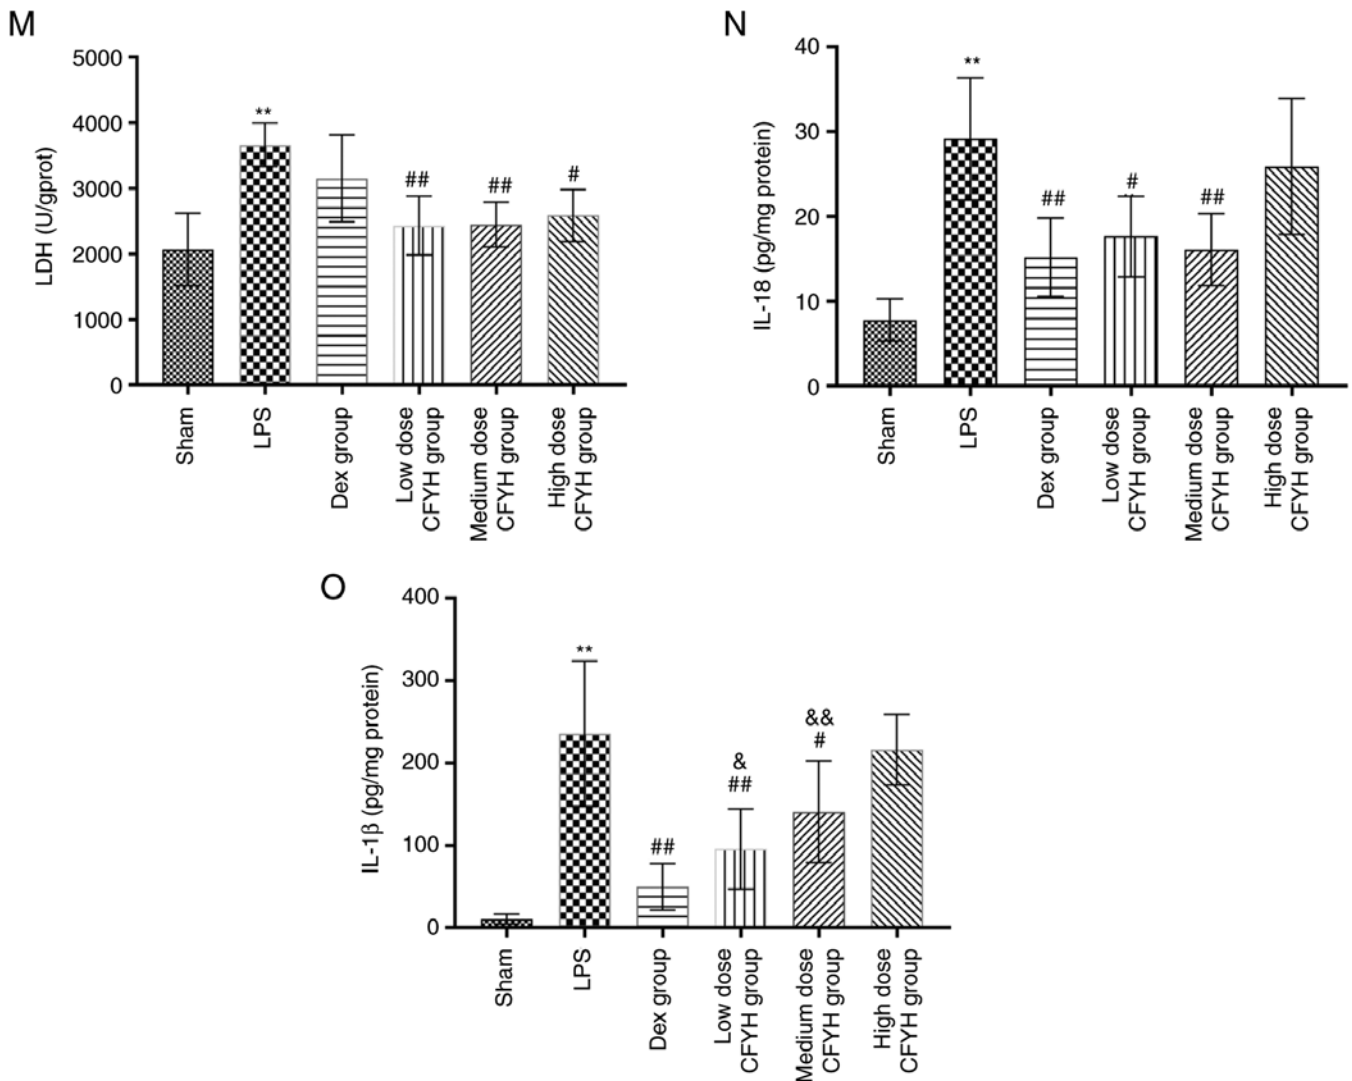 M
LDH (U/gprot)
5000
4000
3000
2000
1000
0
**
##
##
#
Sham
LPS
Dex group
Low dose
CFYH group
Medium dose
CFYH group
High dose
CFYH group
N
IL-18 (pg/mg protein)
40
30
20
10
0
**
##
#
##
Sham
LPS
Dex group
Low dose
CFYH group
Medium dose
CFYH group
High dose
CFYH group
O
IL-1β (pg/mg protein)
400
300
200
100
0
**
##
&
##
&&
#
Sham
LPS
Dex group
Low dose
CFYH group
Medium dose
CFYH group
High dose
CFYH group